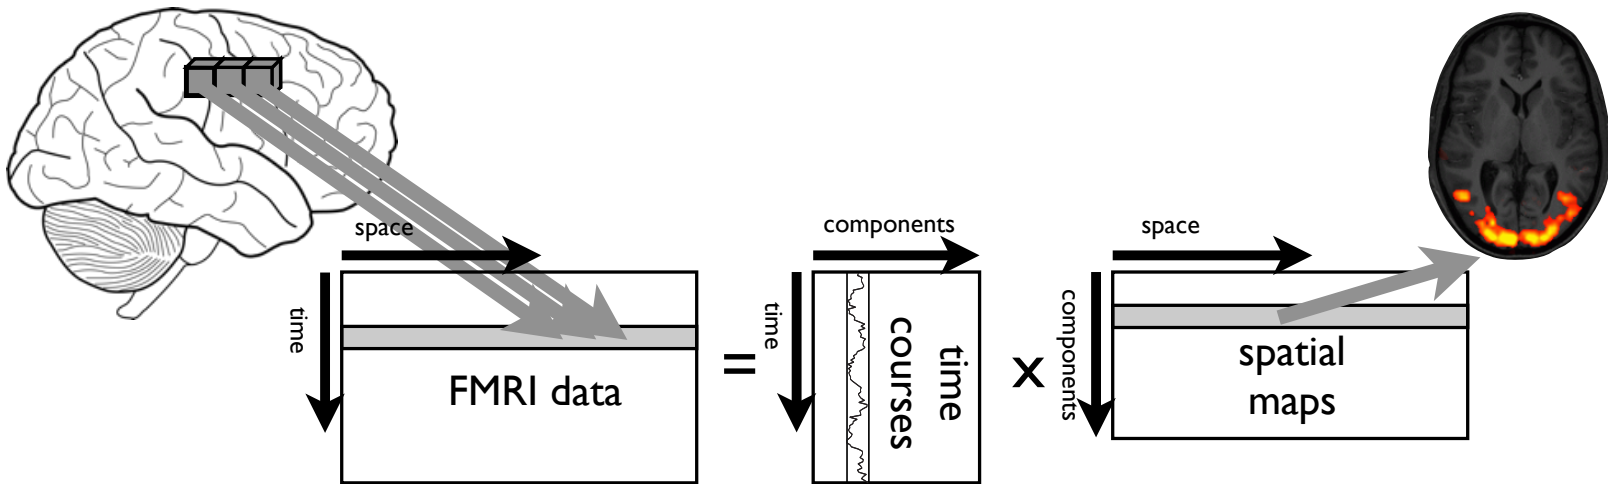 space
time
FMRI data
=
components
time
time
courses
x
space
components
spatial
maps